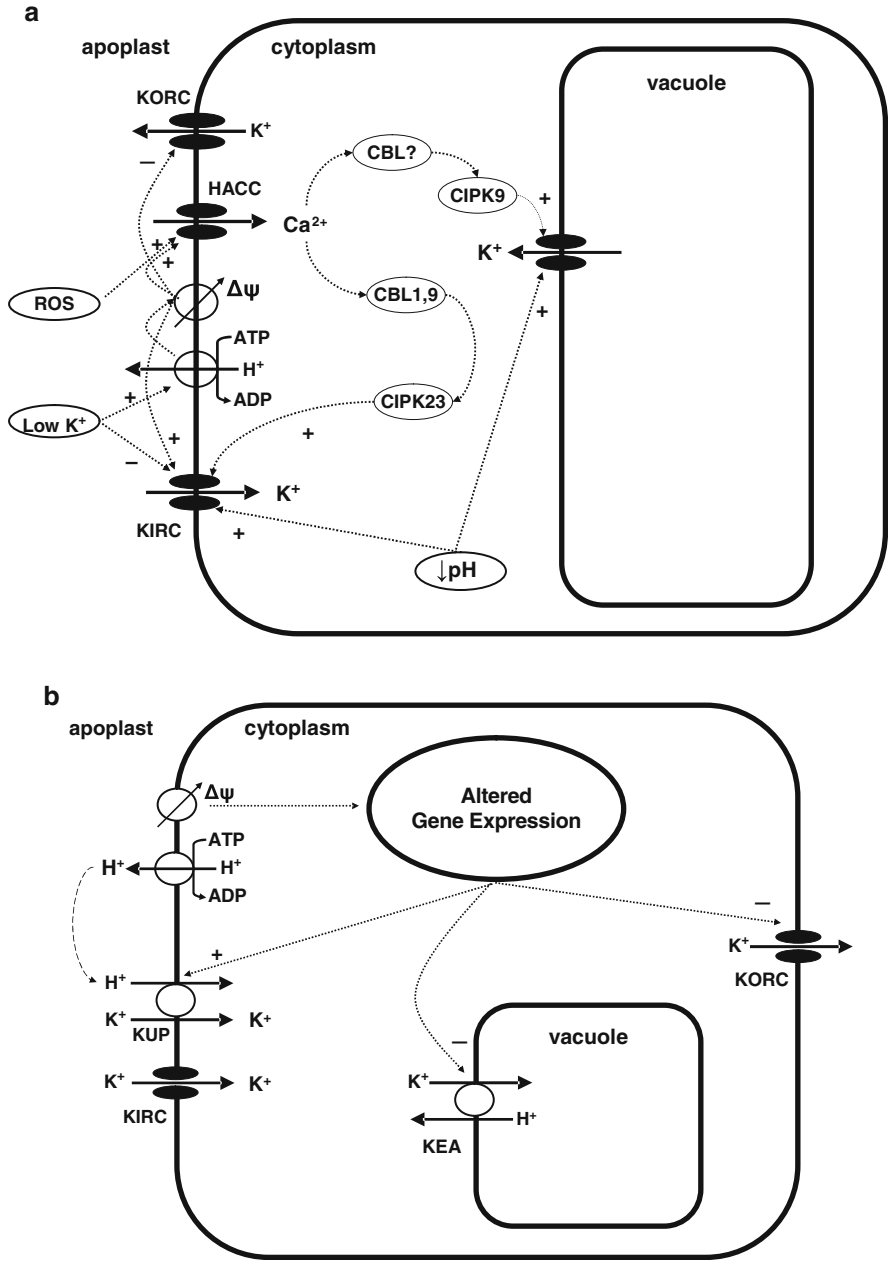 a
apoplast
cytoplasm
vacuole
KORC
K⁺
–
CBL?
CIPK9
+
HACC
Ca²⁺
K⁺
+
+
ROS
Δψ
CBL1,9
+
ATP
H⁺
ADP
+
Low K⁺
CIPK23
+
+
–
K⁺
KIRC
+
↓pH
b
apoplast
cytoplasm
Δψ
Altered
Gene Expression
ATP
H⁺
H⁺
ADP
–
+
K⁺
KORC
H⁺
K⁺
K⁺
KUP
vacuole
–
K⁺
K⁺
K⁺
KIRC
H⁺
KEA